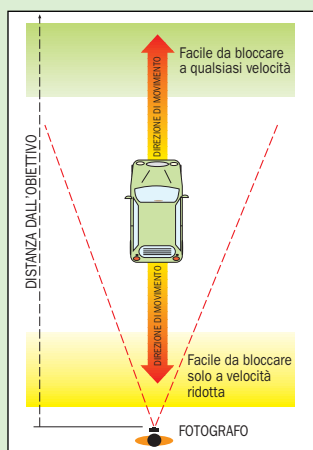 Facile da bloccare
a qualsiasi velocità
DIREZIONE DI MOVIMENTO
DISTANZA DALL'OBIETTIVO
DIREZIONE DI MOVIMENTO
Facile da bloccare
solo a velocità
ridotta
FOTOGRAFO